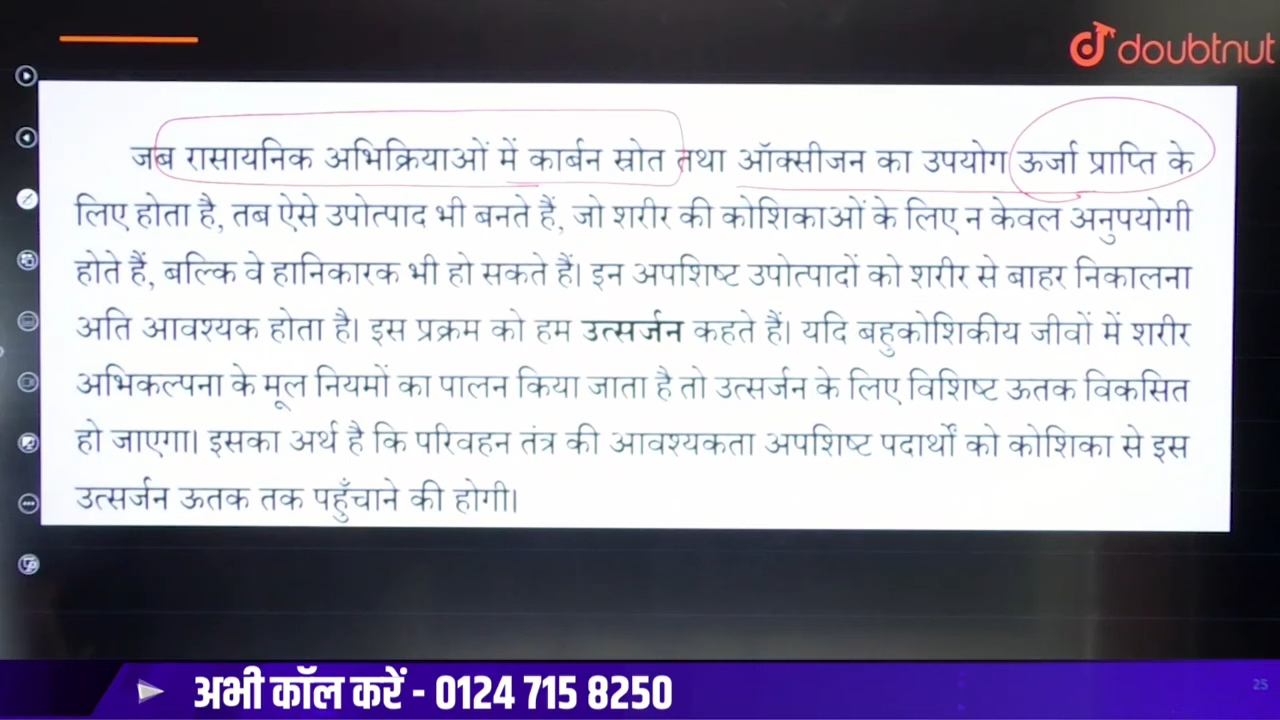 doubtnut
जब रासायनिक अभिक्रियाओं में कार्बन स्रोत तथा ऑक्सीजन का उपयोग ऊर्जा प्राप्ति के
लिए होता है, तब ऐसे उपोत्पाद भी बनते हैं, जो शरीर की कोशिकाओं के लिए न केवल अनुपयोगी
होते हैं, बल्कि वे हानिकारक भी हो सकते हैं। इन अपशिष्ट उपोत्पादों को शरीर से बाहर निकालना
अति आवश्यक होता है। इस प्रक्रम को हम उत्सर्जन कहते हैं। यदि बहुकोशिकीय जीवों में शरीर
अभिकल्पना के मूल नियमों का पालन किया जाता है तो उत्सर्जन के लिए विशिष्ट ऊतक विकसित
हो जाएगा। इसका अर्थ है कि परिवहन तंत्र की आवश्यकता अपशिष्ट पदार्थों को कोशिका से इस
उत्सर्जन ऊतक तक पहुँचाने की होगी।
अभी कॉल करें - 0124 715 8250
25